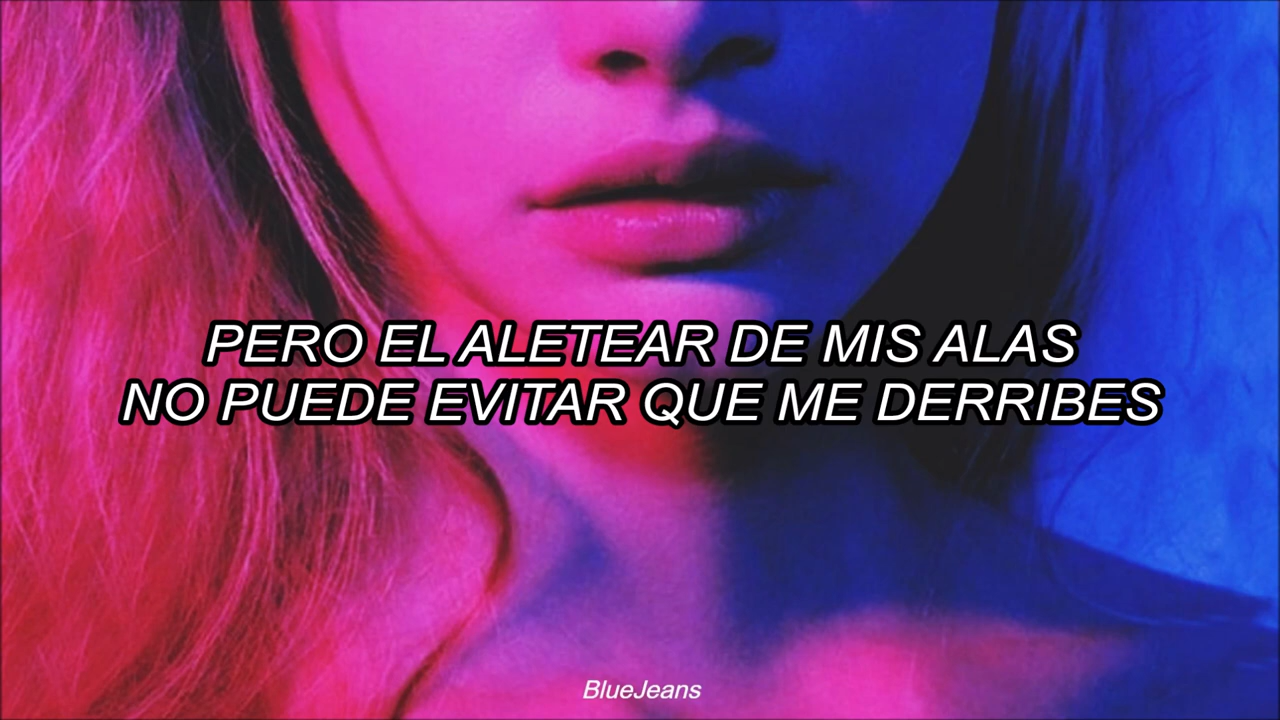 PERO EL ALETEAR DE MIS ALAS
NO PUEDE EVITAR QUE ME DERRIBES
BlueJeans